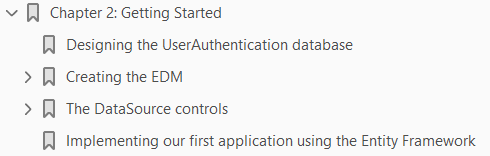 Chapter 2: Getting Started
Designing the UserAuthentication database
Creating the EDM
The DataSource controls
Implementing our first application using the Entity Framework